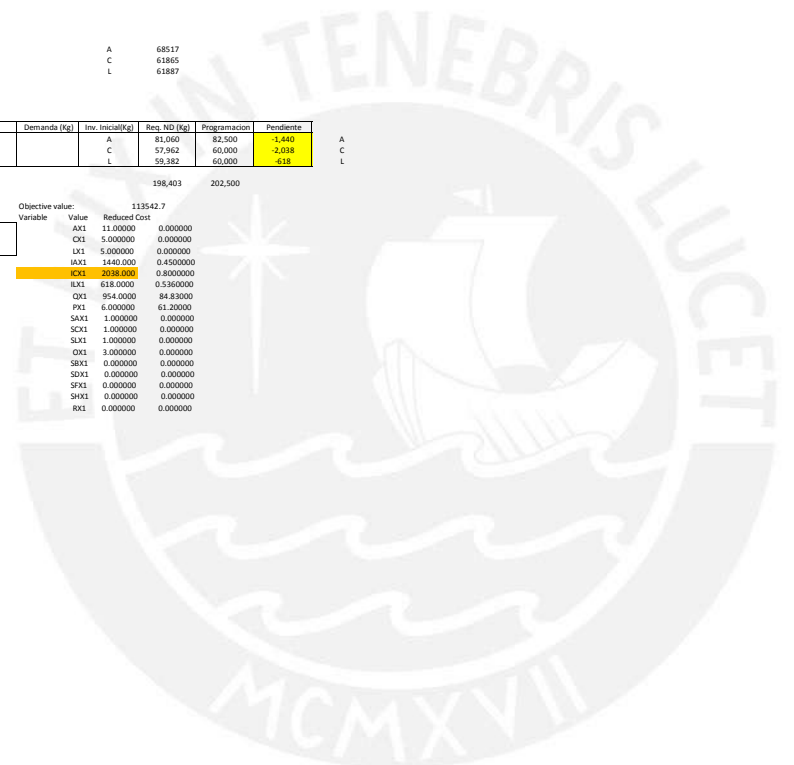 A 68517
C 61865
L 61887
Demanda (Kg) Inv. Inicial(Kg) Req. ND (Kg) Programacion Pendiente
A 81,060 82,500 -1,440 A
C 57,962 60,000 -2,038 C
L 59,382 60,000 -618 L
198,403 202,500
Objective value: 113542.7
Variable Value Reduced Cost
AX1 11.00000 0.000000
CX1 5.000000 0.000000
LX1 5.000000 0.000000
IAX1 1440.000 0.4500000
ICX1 2038.000 0.8000000
ILX1 618.0000 0.5360000
QX1 954.0000 84.83000
PX1 6.000000 61.20000
SAX1 1.000000 0.000000
SCX1 1.000000 0.000000
SLX1 1.000000 0.000000
OX1 3.000000 0.000000
SBX1 0.000000 0.000000
SDX1 0.000000 0.000000
SFX1 0.000000 0.000000
SHX1 0.000000 0.000000
RX1 0.000000 0.000000
ET LUX IN TENEBRIS LUCET
MCMXVII